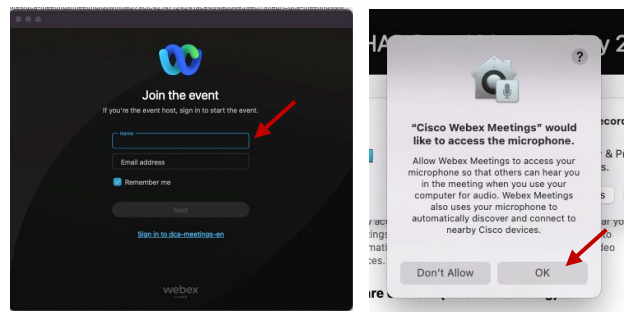 Join the event
If you're the event host, sign in to start the event.
Name
Email address
Remember me
Next
Sign in to dca-meetings-en
webex
HA
y 2
?
"Cisco Webex Meetings" would
like to access the microphone.
Allow Webex Meetings to access your
microphone so that others can hear you
in the meeting when you use your
computer for audio. Webex Meetings
also uses your microphone to
automatically discover and connect to
nearby Cisco devices.
Don't Allow
OK
ecord
& Pr
s.